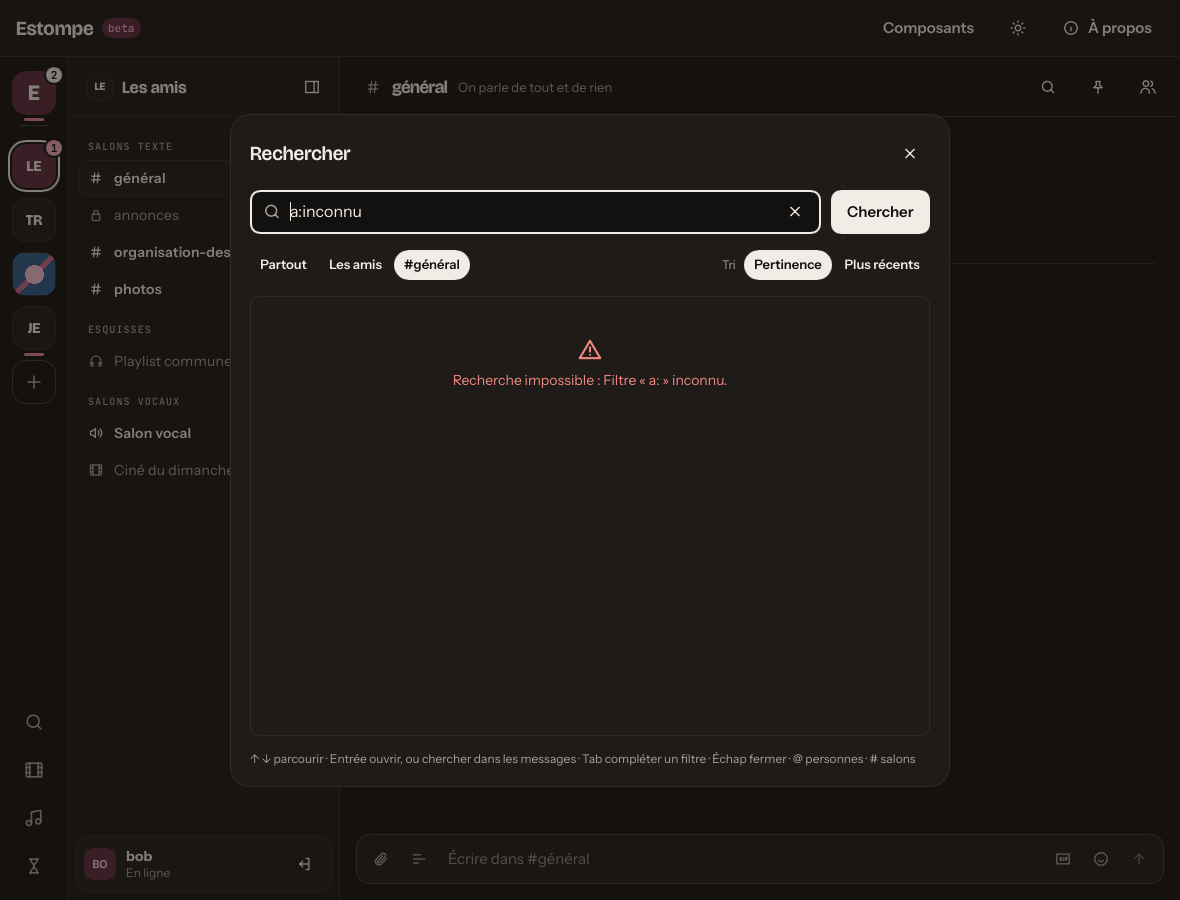 Estompe beta
Composants
À propos
E 2
LE Les amis
# général On parle de tout et de rien
LE 1
TR
JE
SALONS TEXTE
# général
annonces
# organisation-des
# photos
ESQUISSES
Playlist commune
SALONS VOCAUX
Salon vocal
Ciné du dimanche
Rechercher
a:inconnu
Chercher
Partout Les amis #général
Tri Pertinence Plus récents
Recherche impossible : Filtre « a: » inconnu.
↑↓ parcourir · Entrée ouvrir, ou chercher dans les messages · Tab compléter un filtre · Échap fermer · @ personnes · # salons
BO bob
En ligne
Écrire dans #général
GIF